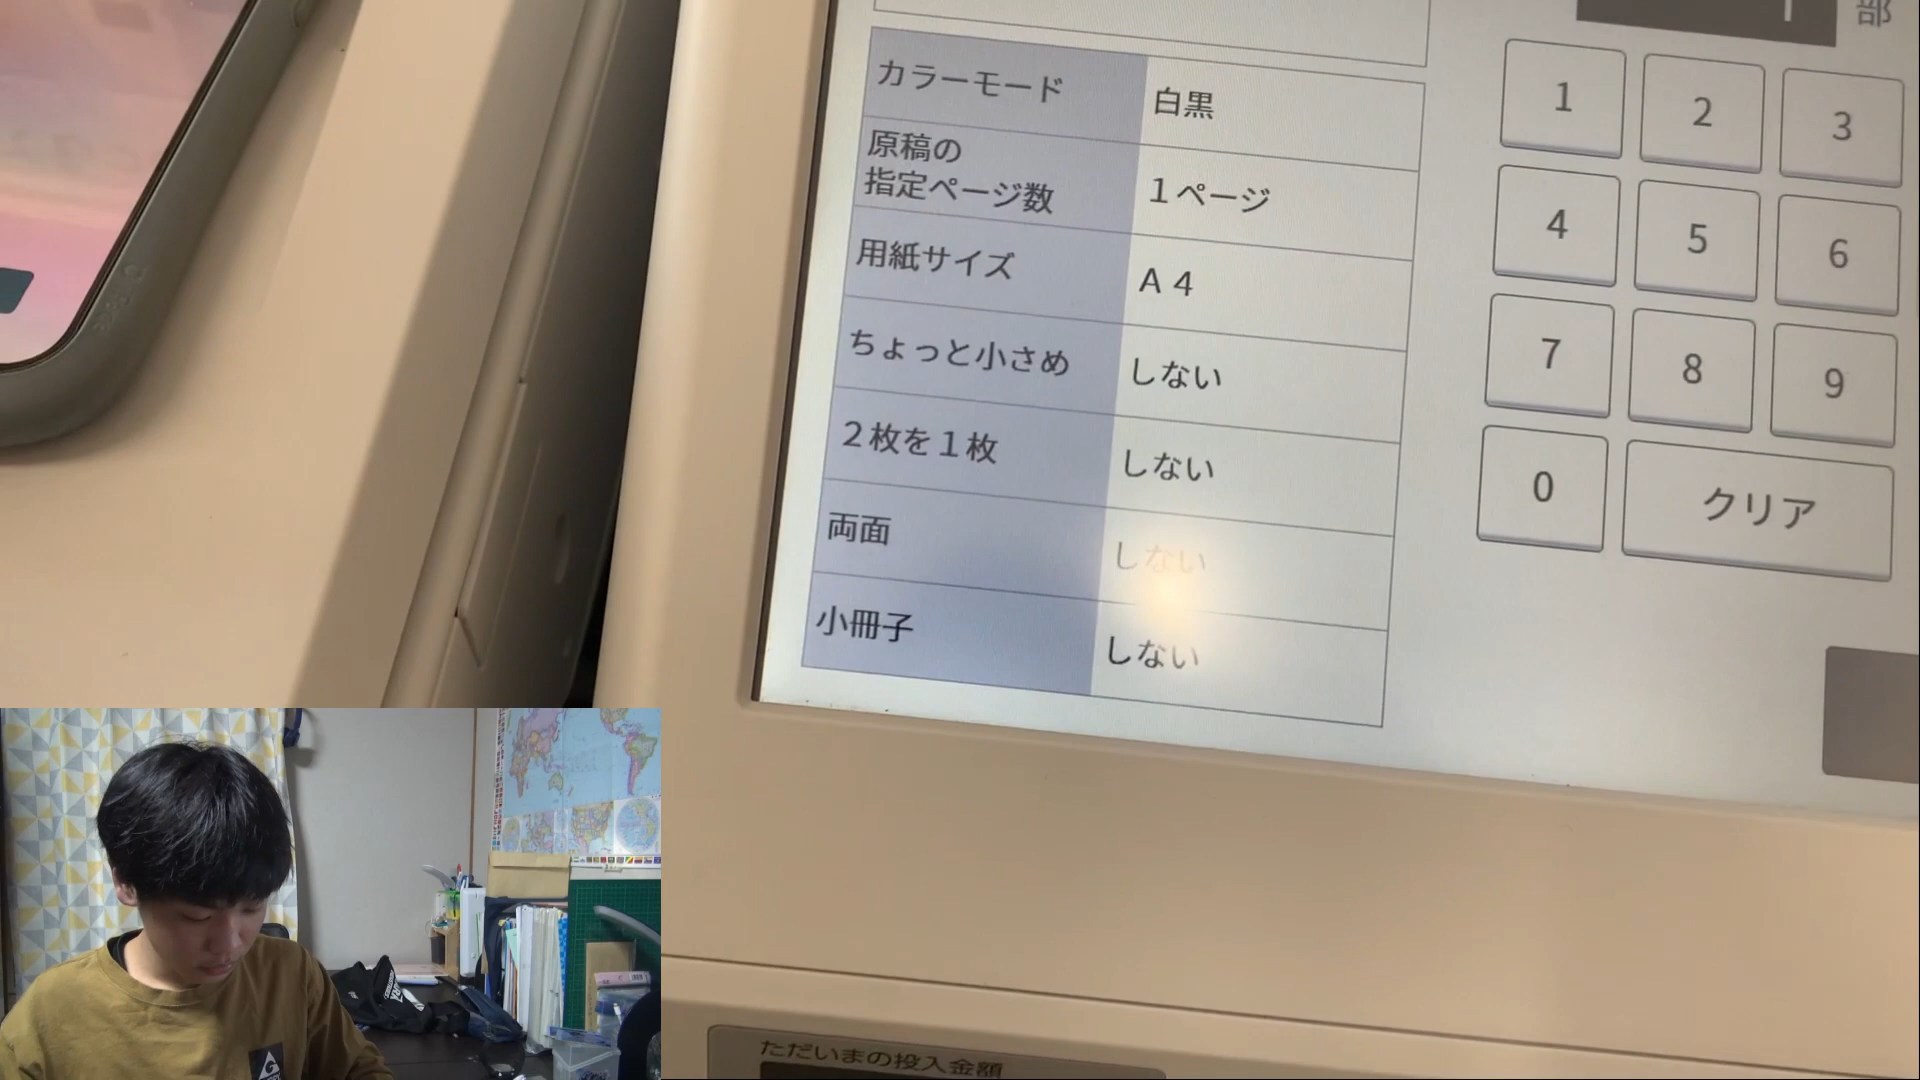 部
カラーモード 白黒
原稿の
指定ページ数 1ページ
用紙サイズ A4
ちょっと小さめ しない
2枚を1枚 しない
両面 しない
小冊子 しない
1 2 3
4 5 6
7 8 9
0 クリア
ただいまの投入金額